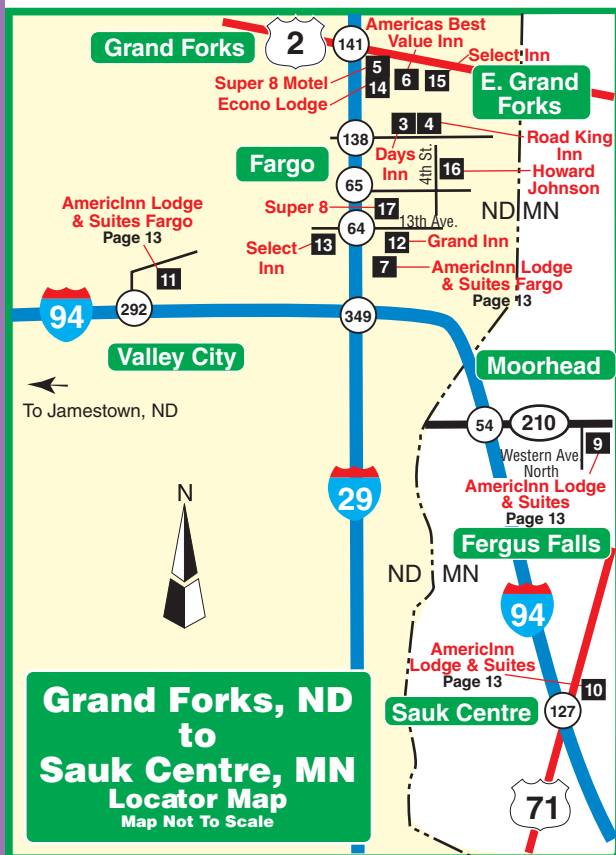 Grand Forks
2
141
Americas Best
Value Inn
Select Inn
5
6
15
Super 8 Motel
14
Econo Lodge
E. Grand
Forks
138
3
4
Days
Inn
4th St.
Road King
Inn
Fargo
16
Howard
Johnson
65
ND
MN
Super 8
17
13th Ave.
64
Select
Inn
13
12
Grand Inn
7
AmericInn Lodge
& Suites Fargo
Page 13
AmericInn Lodge
& Suites Fargo
Page 13
11
292
94
349
Valley City
To Jamestown, ND
Moorhead
54
210
Western Ave.
North
9
AmericInn Lodge
& Suites
Page 13
29
Fergus Falls
N
ND
MN
94
AmericInn
Lodge & Suites
Page 13
10
Sauk Centre
127
71
Grand Forks, ND
to
Sauk Centre, MN
Locator Map
Map Not To Scale